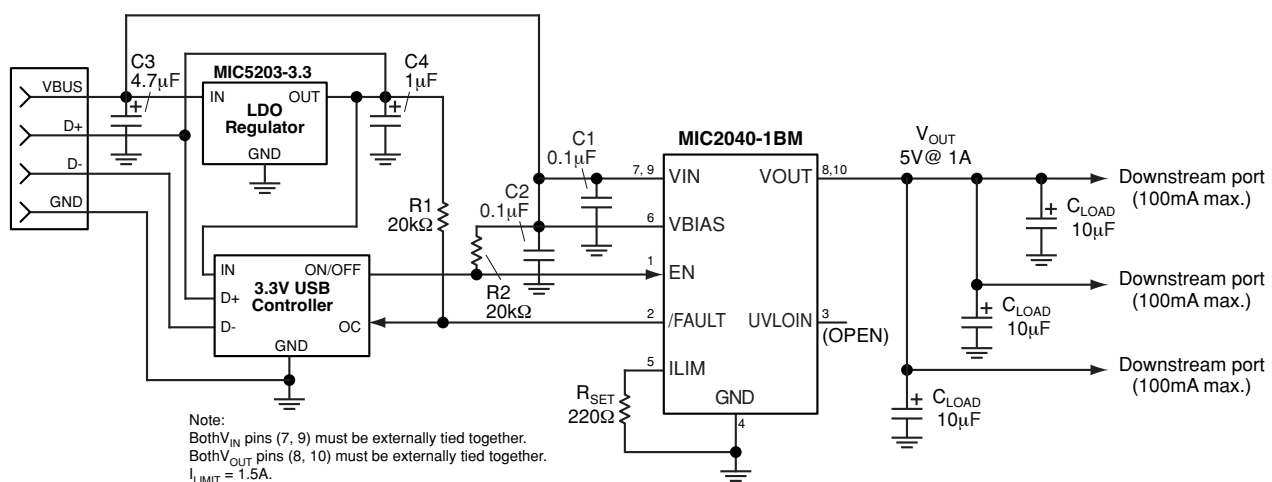 VBUS
D+
D-
GND
C3
4.7μF
MIC5203-3.3
IN
OUT
LDO
Regulator
GND
C4
1μF
R1
20kΩ
C1
0.1μF
C2
0.1μF
R2
20kΩ
IN
ON/OFF
3.3V USB
Controller
D+
D-
OC
GND
MIC2040-1BM
7, 9
VIN
VOUT
8,10
6
VBIAS
1
EN
2
/FAULT
UVLOIN
3
(OPEN)
5
ILIM
GND
4
RSET
220Ω
VOUT
5V@ 1A
Downstream port
(100mA max.)
+
CLOAD
10μF
Downstream port
(100mA max.)
+
CLOAD
10μF
Downstream port
(100mA max.)
+
CLOAD
10μF
+
+
Note:
BothVIN pins (7, 9) must be externally tied together.
BothVOUT pins (8, 10) must be externally tied together.
ILIMIT = 1.5A.